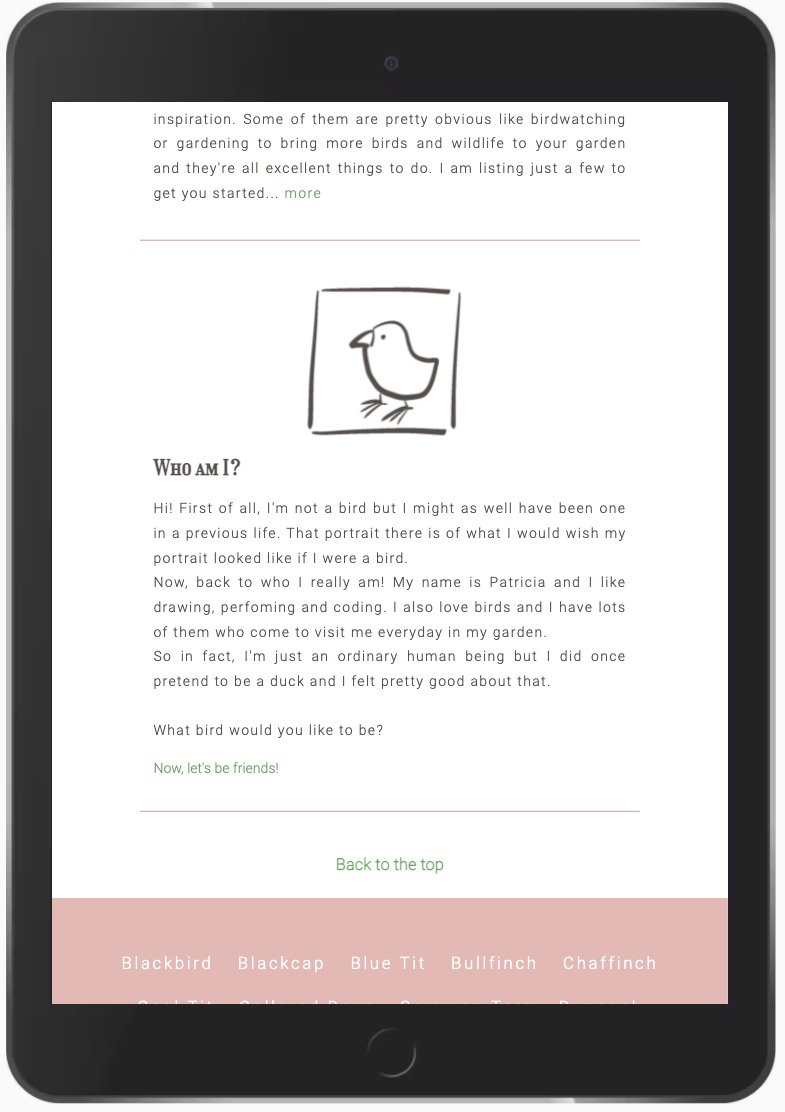 inspiration. Some of them are pretty obvious like birdwatching
or gardening to bring more birds and wildlife to your garden
and they're all excellent things to do. I am listing just a few to
get you started... more
Who am I?
Hi! First of all, I'm not a bird but I might as well have been one
in a previous life. That portrait there is of what I would wish my
portrait looked like if I were a bird.
Now, back to who I really am! My name is Patricia and I like
drawing, perfoming and coding. I also love birds and I have lots
of them who come to visit me everyday in my garden.
So in fact, I'm just an ordinary human being but I did once
pretend to be a duck and I felt pretty good about that.
What bird would you like to be?
Now, let's be friends!
Back to the top
Blackbird Blackcap Blue Tit Bullfinch Chaffinch
Coal Tit Collared Dove Common Tern Dunnock